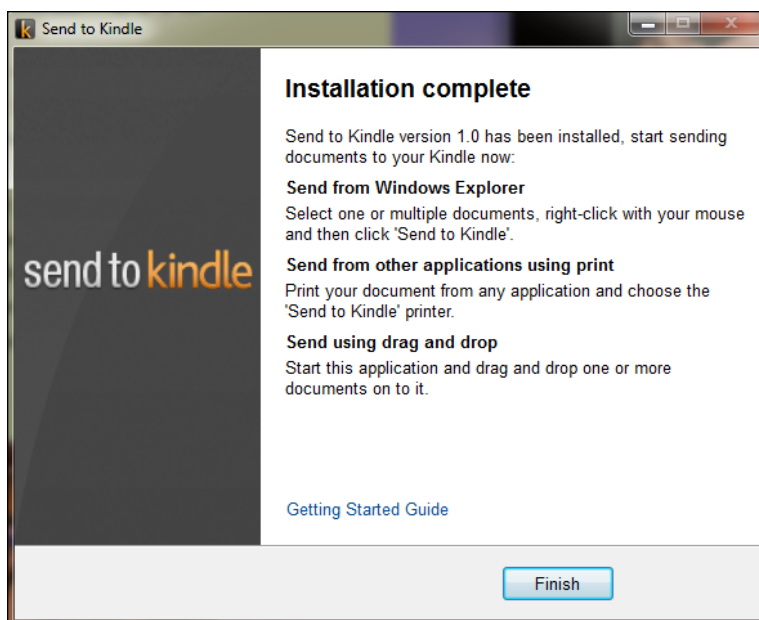 Send to Kindle
Installation complete
Send to Kindle version 1.0 has been installed, start sending
documents to your Kindle now:
Send from Windows Explorer
Select one or multiple documents, right-click with your mouse
and then click 'Send to Kindle'.
send to kindle
Send from other applications using print
Print your document from any application and choose the
'Send to Kindle' printer.
Send using drag and drop
Start this application and drag and drop one or more
documents on to it.
Getting Started Guide
Finish